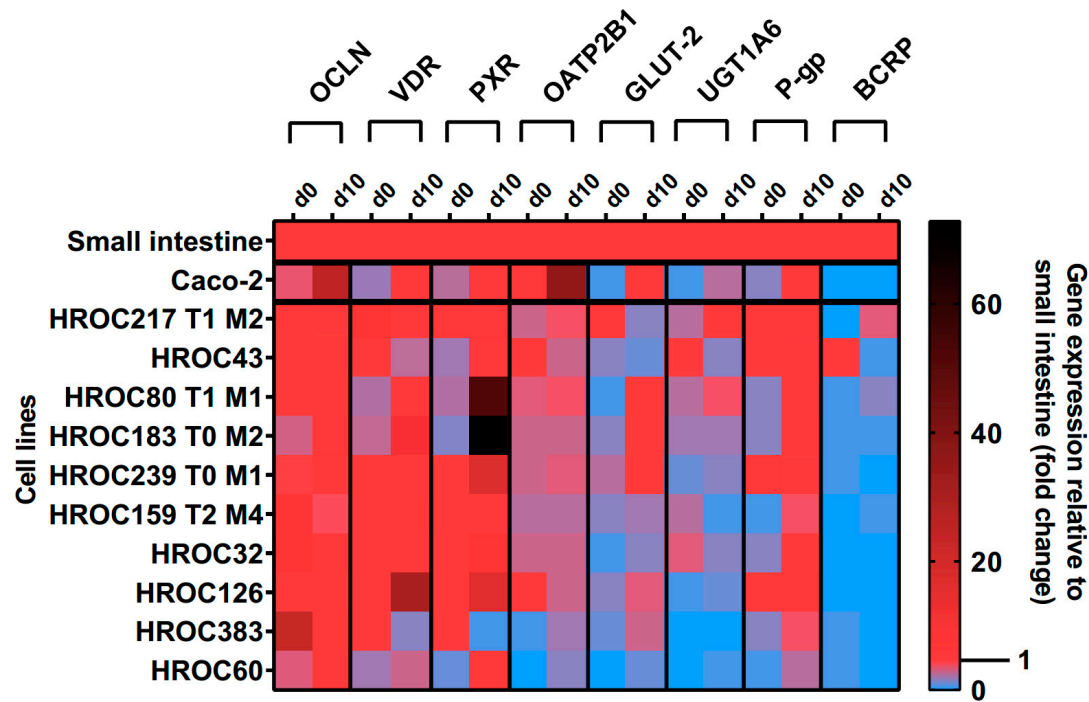 OCLN VDR PXR OATP2B1 GLUT-2 UGT1A6 P-gp BCRP
d0 d10 d0 d10 d0 d10 d0 d10 d0 d10 d0 d10 d0 d10 d0 d10
Cell lines
Small intestine
Caco-2
HROC217 T1 M2
HROC43
HROC80 T1 M1
HROC183 T0 M2
HROC239 T0 M1
HROC159 T2 M4
HROC32
HROC126
HROC383
HROC60
60
40
20
1
0
Gene expression relative to
small intestine (fold change)